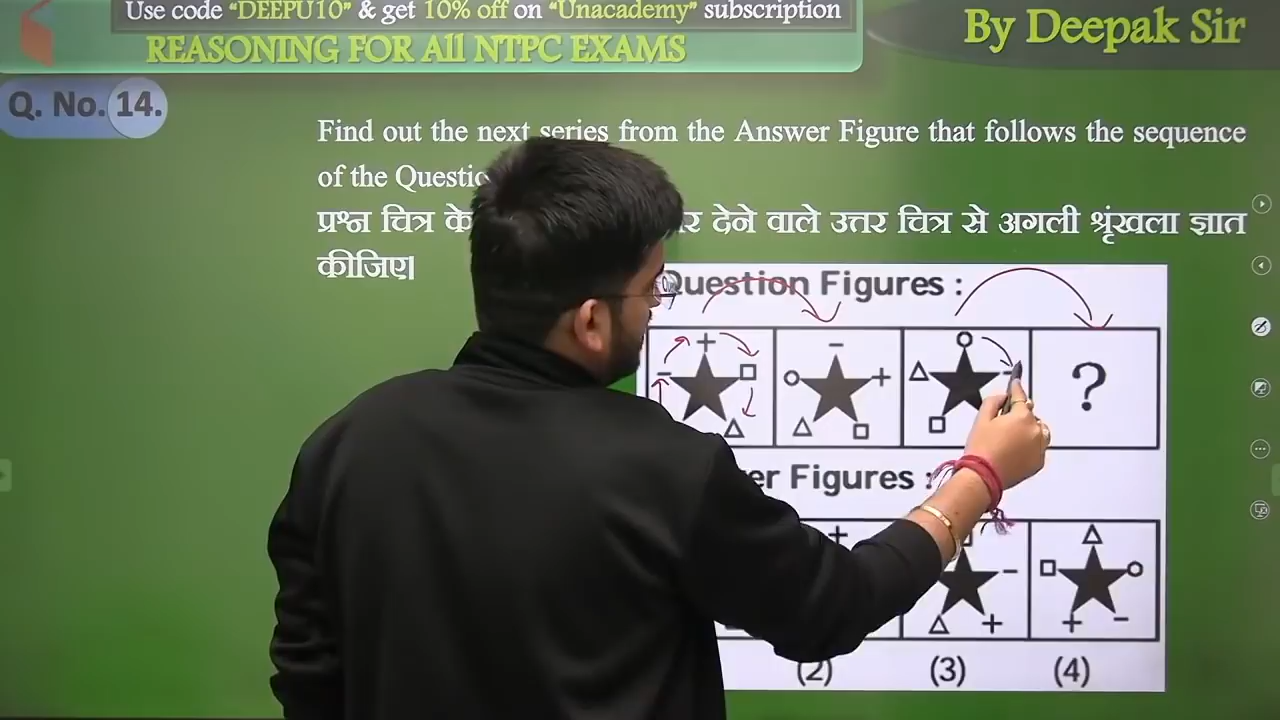 Use code “DEEPU10” & get 10% off on “Unacademy” subscription
REASONING FOR All NTPC EXAMS
By Deepak Sir
Q. No. 14.
Find out the next series from the Answer Figure that follows the sequence
of the
प्रश्न चित्र के देने वाले उत्तर चित्र से अगली श्रृंखला ज्ञात
कीजिए।
Question Figures :
+ −
?
Figures :
+ − + + −
(2) (3) (4)